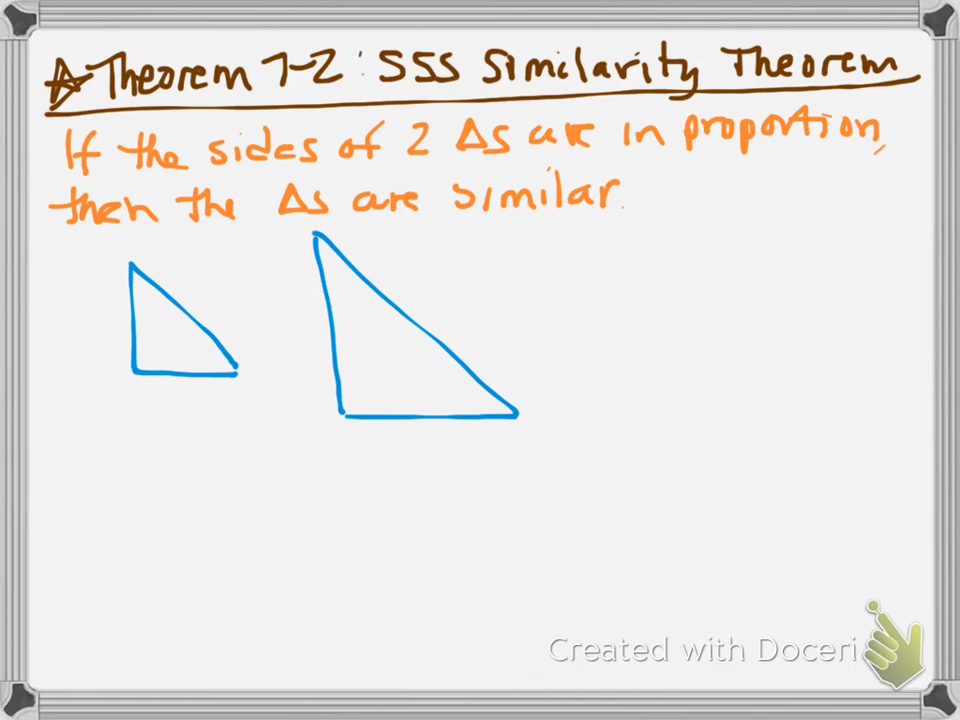 ☆ Theorem 7-2: SSS Similarity Theorem
If the sides of 2 Δs are in proportion,
then the Δs are similar.
Created with Doceri